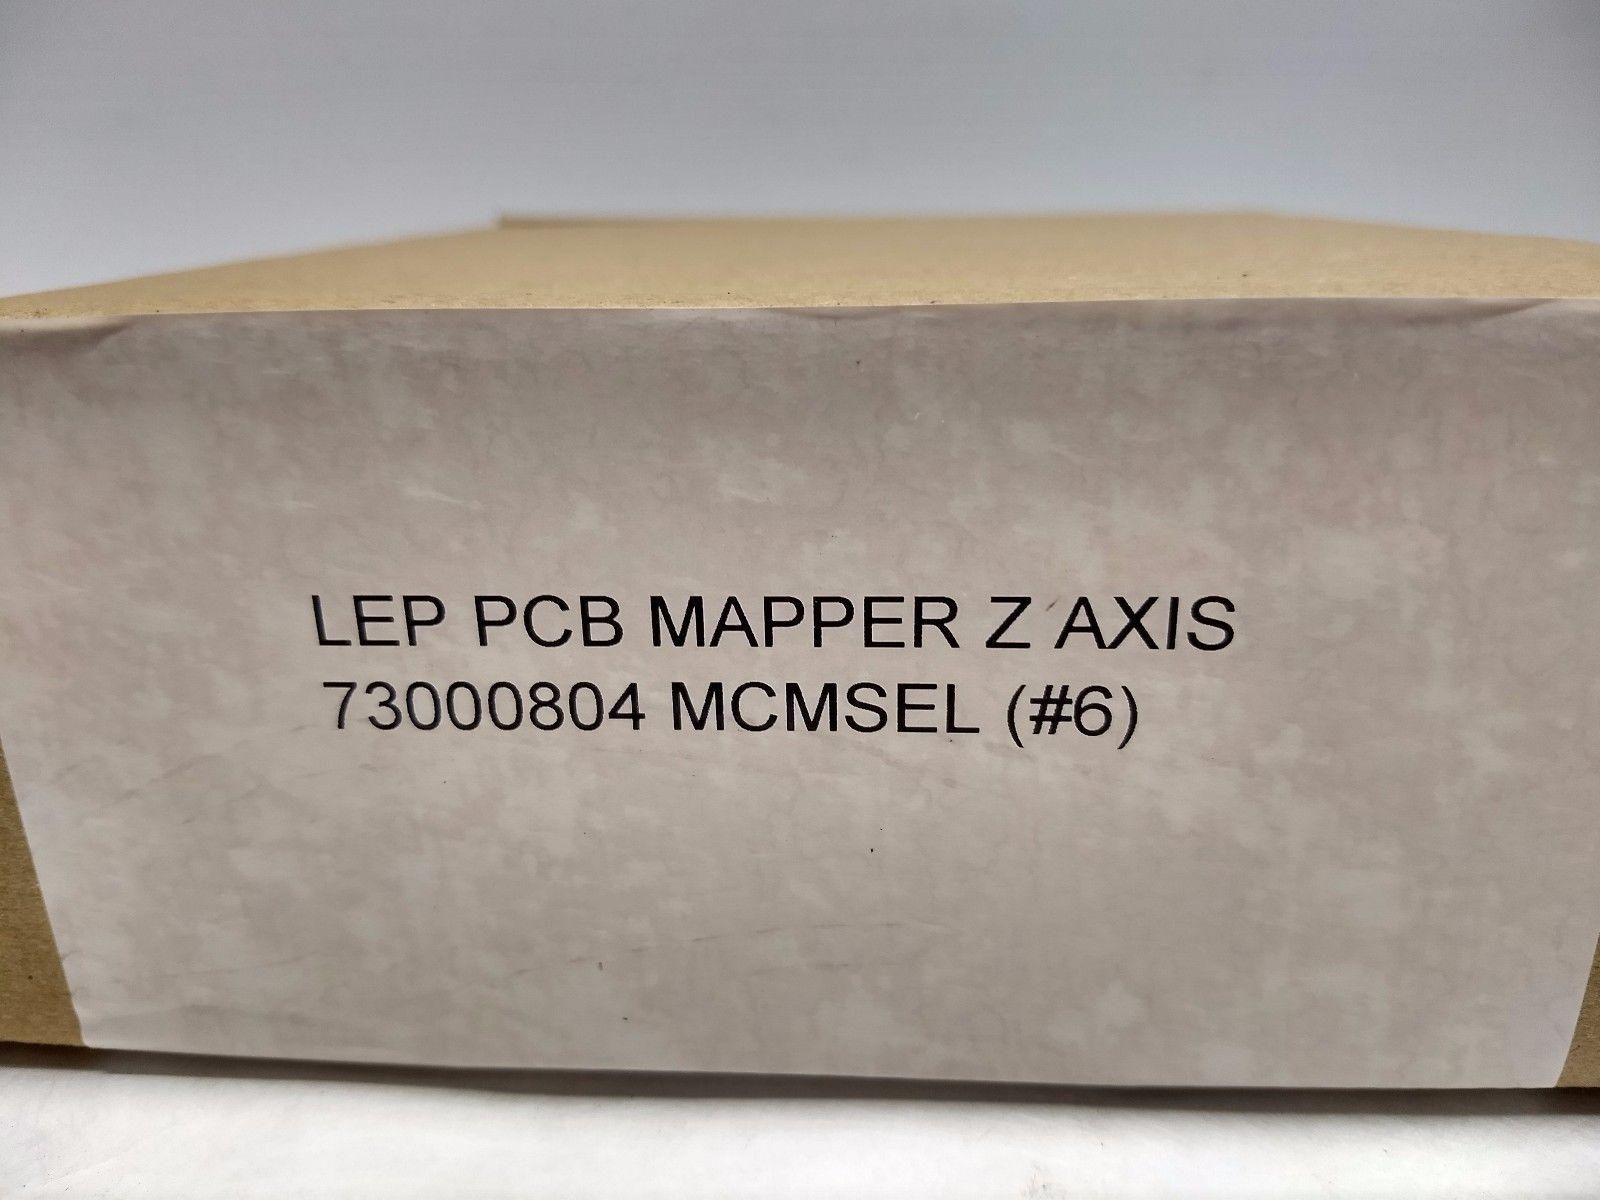 LEP PCB MAPPER Z AXIS
73000804 MCMSEL (#6)